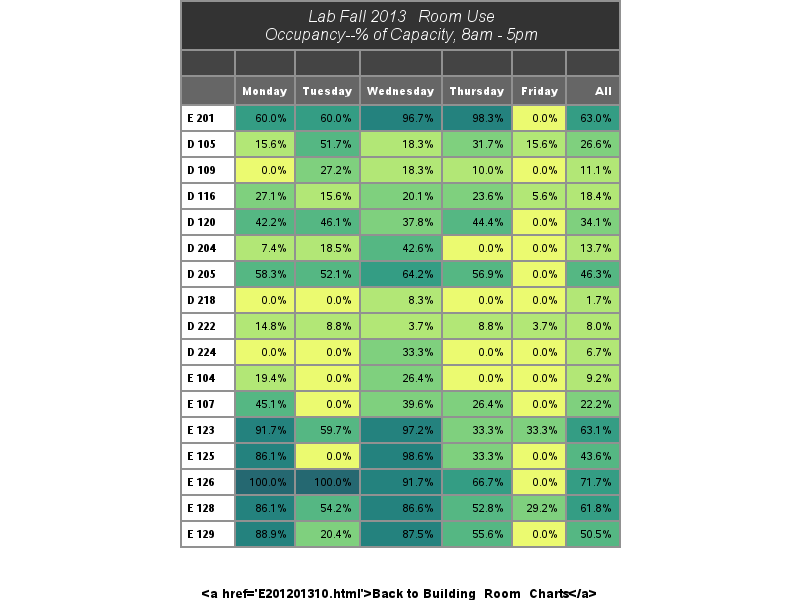 Lab Fall 2013 Room Use
Occupancy--% of Capacity, 8am - 5pm
Monday Tuesday Wednesday Thursday Friday All
E 201 60.0% 60.0% 96.7% 98.3% 0.0% 63.0%
D 105 15.6% 51.7% 18.3% 31.7% 15.6% 26.6%
D 109 0.0% 27.2% 18.3% 10.0% 0.0% 11.1%
D 116 27.1% 15.6% 20.1% 23.6% 5.6% 18.4%
D 120 42.2% 46.1% 37.8% 44.4% 0.0% 34.1%
D 204 7.4% 18.5% 42.6% 0.0% 0.0% 13.7%
D 205 58.3% 52.1% 64.2% 56.9% 0.0% 46.3%
D 218 0.0% 0.0% 8.3% 0.0% 0.0% 1.7%
D 222 14.8% 8.8% 3.7% 8.8% 3.7% 8.0%
D 224 0.0% 0.0% 33.3% 0.0% 0.0% 6.7%
E 104 19.4% 0.0% 26.4% 0.0% 0.0% 9.2%
E 107 45.1% 0.0% 39.6% 26.4% 0.0% 22.2%
E 123 91.7% 59.7% 97.2% 33.3% 33.3% 63.1%
E 125 86.1% 0.0% 98.6% 33.3% 0.0% 43.6%
E 126 100.0% 100.0% 91.7% 66.7% 0.0% 71.7%
E 128 86.1% 54.2% 86.6% 52.8% 29.2% 61.8%
E 129 88.9% 20.4% 87.5% 55.6% 0.0% 50.5%
<a href='E201201310.html'>Back to Building_Room_Charts</a>